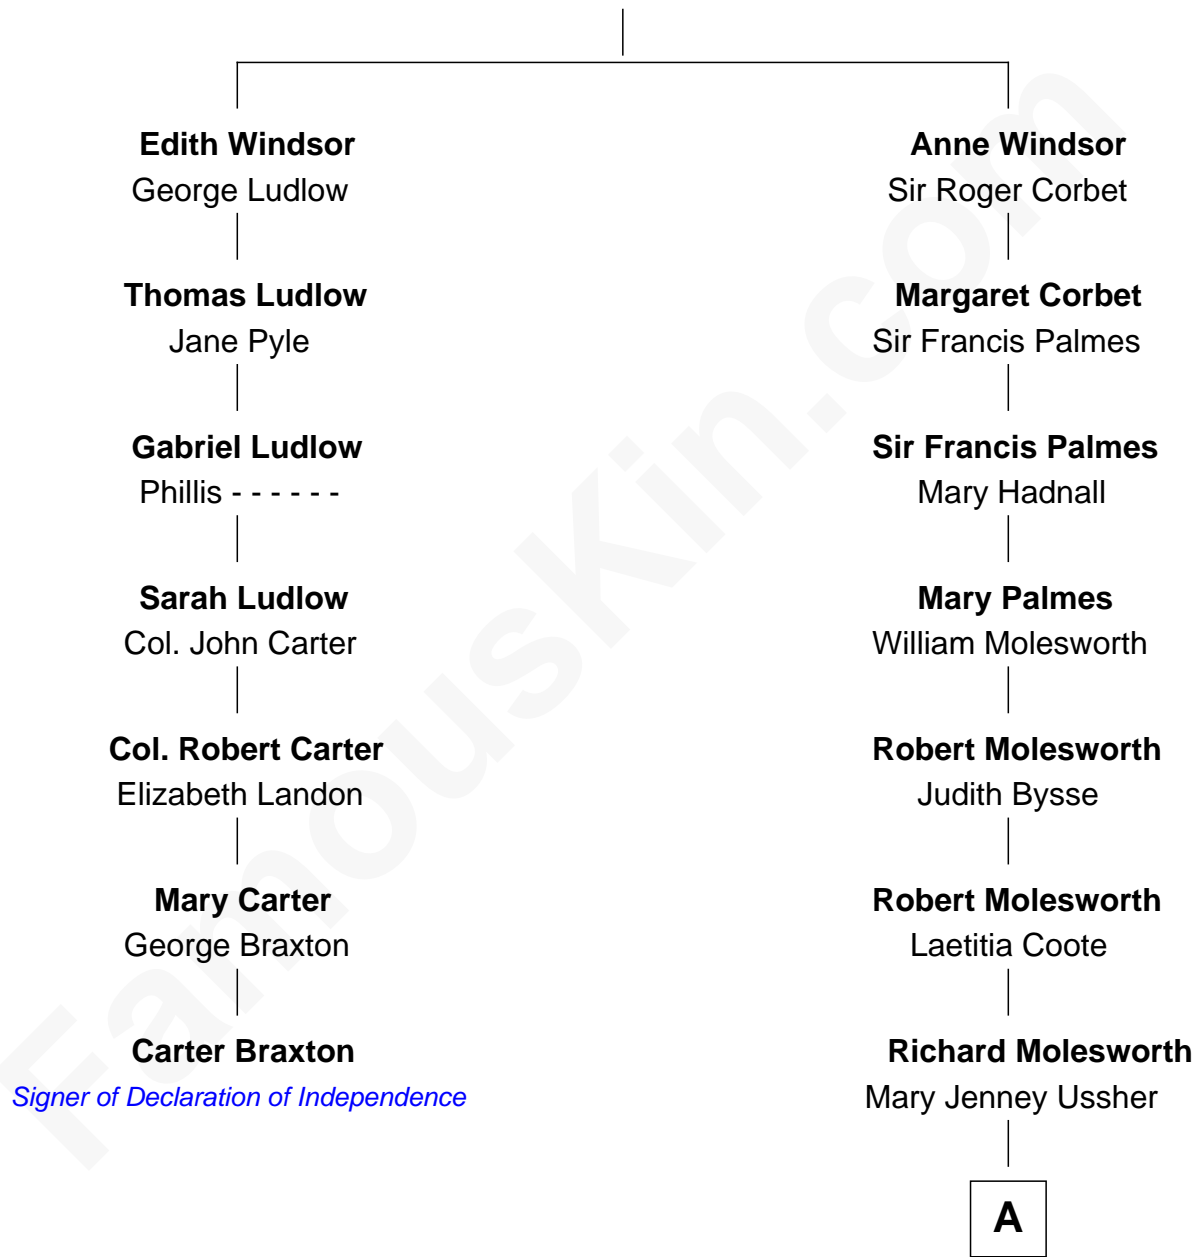 Edith Windsor
George Ludlow
Thomas Ludlow
Jane Pyle
Gabriel Ludlow
Phillis - - - - - -
Sarah Ludlow
Col. John Carter
Col. Robert Carter
Elizabeth Landon
Mary Carter
George Braxton
Carter Braxton
Signer of Declaration of Independence
Anne Windsor
Sir Roger Corbet
Margaret Corbet
Sir Francis Palmes
Sir Francis Palmes
Mary Hadnall
Mary Palmes
William Molesworth
Robert Molesworth
Judith Bysse
Robert Molesworth
Laetitia Coote
Richard Molesworth
Mary Jenney Ussher
A
FamousKin.com